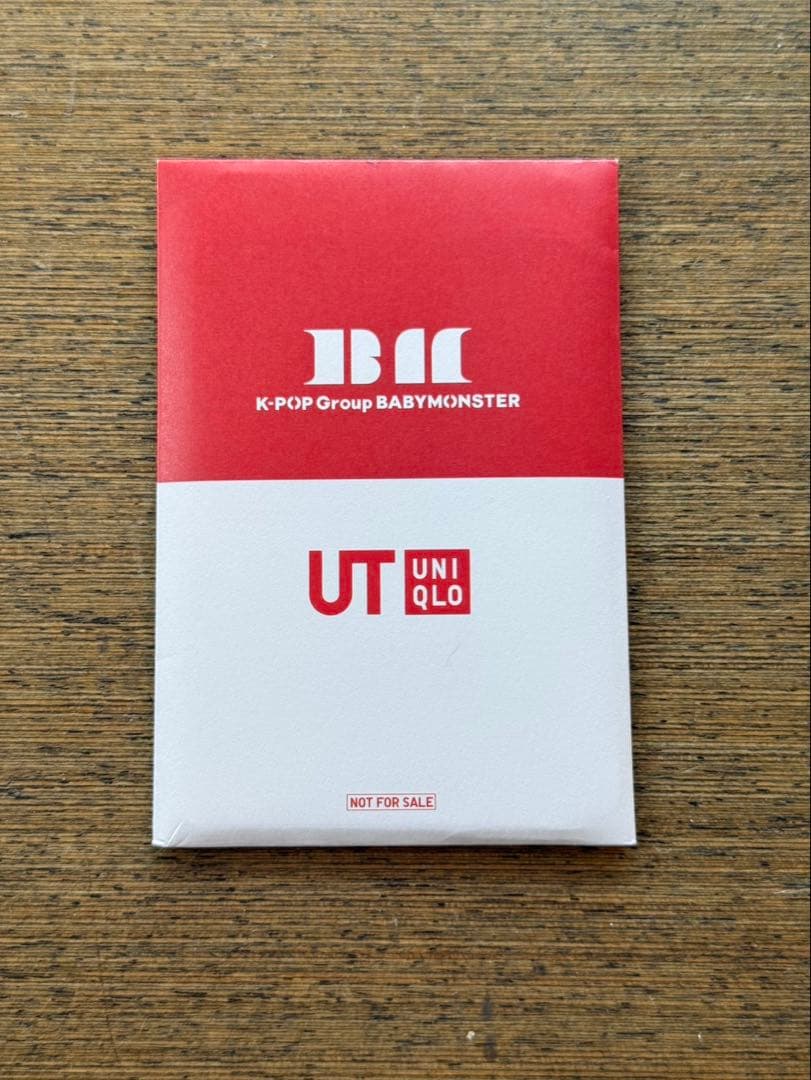 BM
K-POP Group BABYMONSTER
UT UNI
QLO
NOT FOR SALE